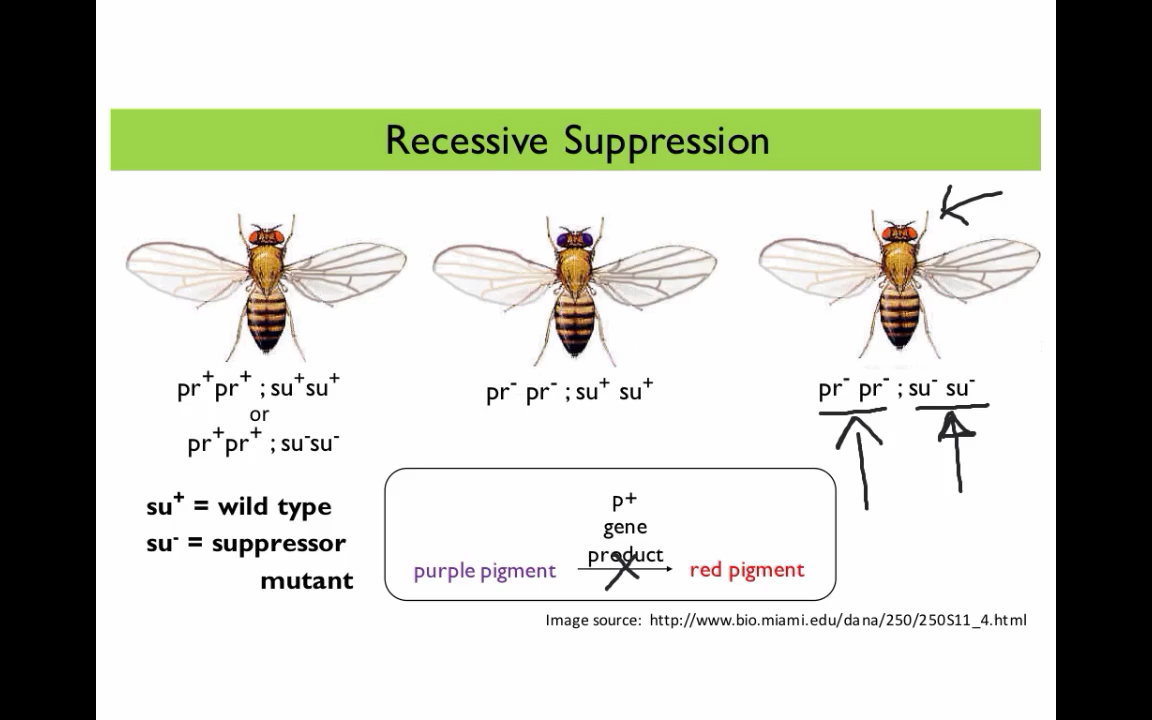 Recessive Suppression
pr⁺pr⁺ ; su⁺su⁺
or
pr⁺pr⁺ ; su⁻su⁻
pr⁻ pr⁻ ; su⁺ su⁺
pr⁻ pr⁻ ; su⁻ su⁻
su⁺ = wild type
su⁻ = suppressor
mutant
p+
gene
product
purple pigment
red pigment
Image source: http://www.bio.miami.edu/dana/250/250S11_4.html